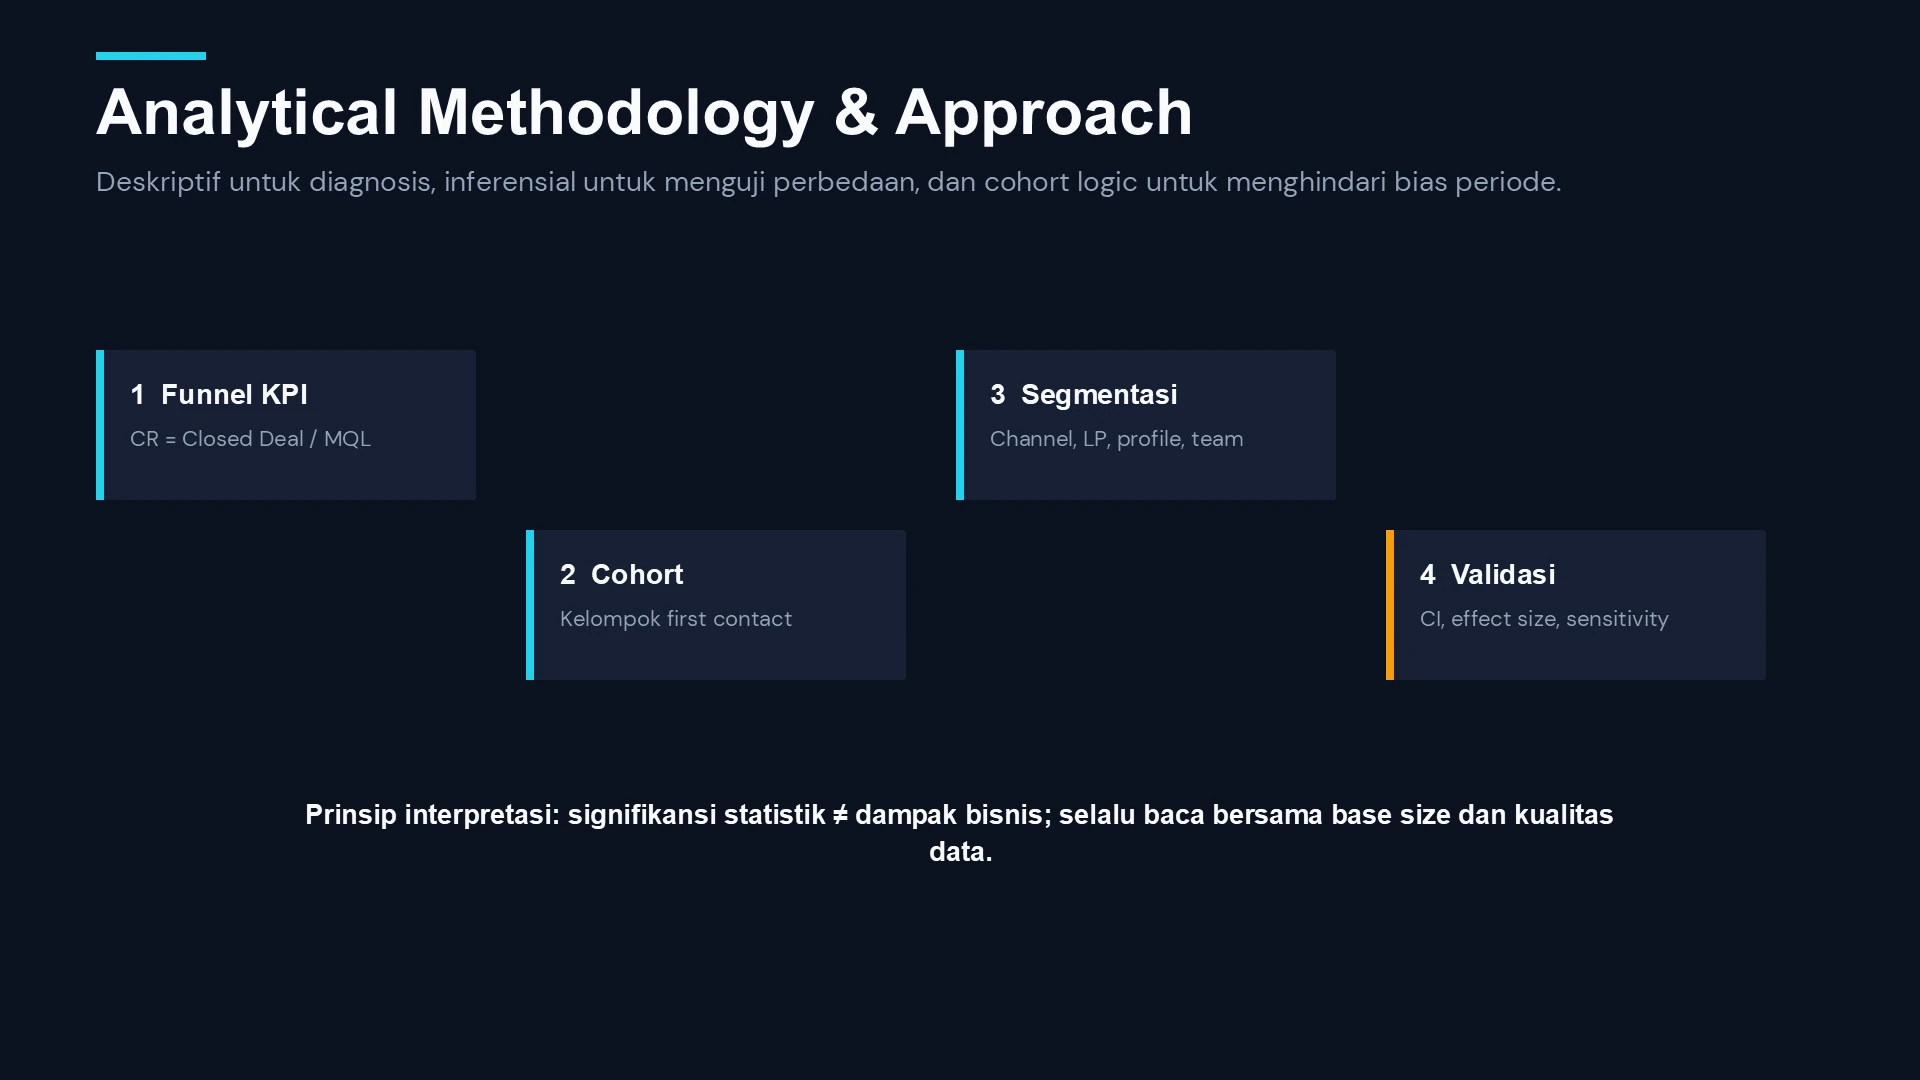 Analytical Methodology & Approach
Deskriptif untuk diagnosis, inferensial untuk menguji perbedaan, dan cohort logic untuk menghindari bias periode.
1 Funnel KPI
CR = Closed Deal / MQL
2 Cohort
Kelompok first contact
3 Segmentasi
Channel, LP, profile, team
4 Validasi
CI, effect size, sensitivity
Prinsip interpretasi: signifikansi statistik ≠ dampak bisnis; selalu baca bersama base size dan kualitas
data.